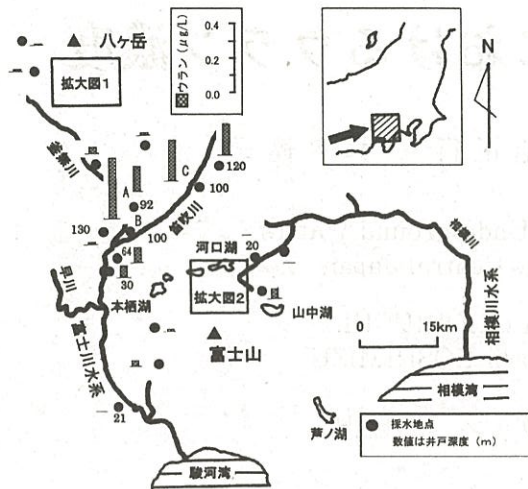 八ヶ岳
拡大図1
ウラン (μg/L)
0.4
0.2
0.0
N
釜無川
A
92
B
C
120
100
笛吹川
130
100
64
30
早川
本栖湖
河口湖
20
拡大図2
山中湖
富士山
富士川水系
21
駿河湾
芦ノ湖
0
15km
相模川
相模川水系
相模湾
採水地点
数値は井戸深度 (m)